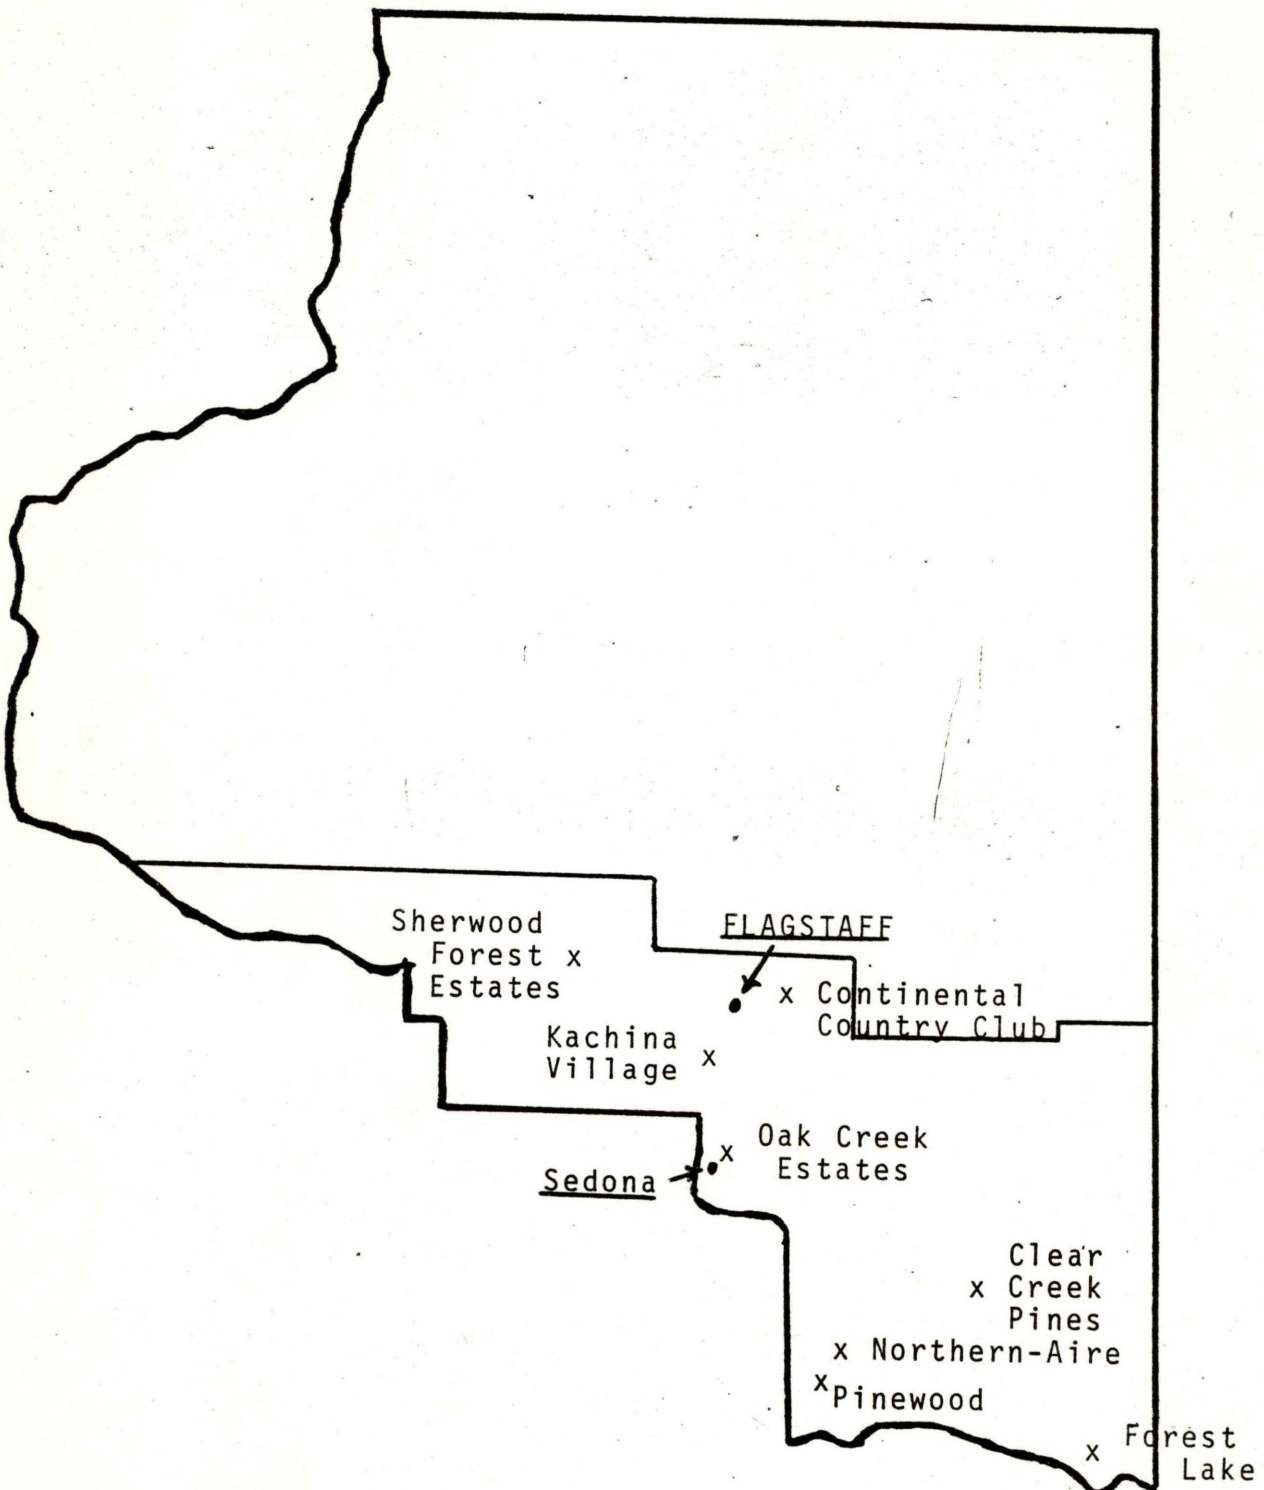 Sherwood
Forest x
Estates
FLAGSTAFF
x Continental
Country Club
Kachina
Village x
x Oak Creek
Estates
Sedona
Clear
x Creek
Pines
x Northern-Aire
x Pinewood
x Forest
Lake